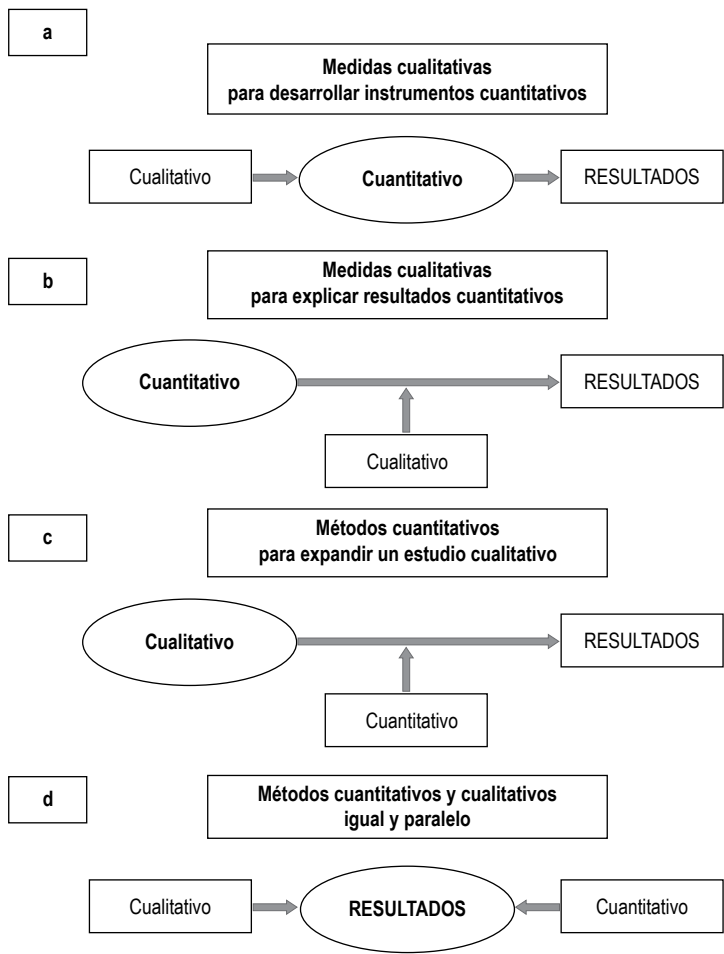 a
Medidas cualitativas
para desarrollar instrumentos cuantitativos
Cualitativo
Cuantitativo
RESULTADOS
b
Medidas cualitativas
para explicar resultados cuantitativos
Cuantitativo
RESULTADOS
Cualitativo
c
Métodos cuantitativos
para expandir un estudio cualitativo
Cualitativo
RESULTADOS
Cuantitativo
d
Métodos cuantitativos y cualitativos
igual y paralelo
Cualitativo
RESULTADOS
Cuantitativo